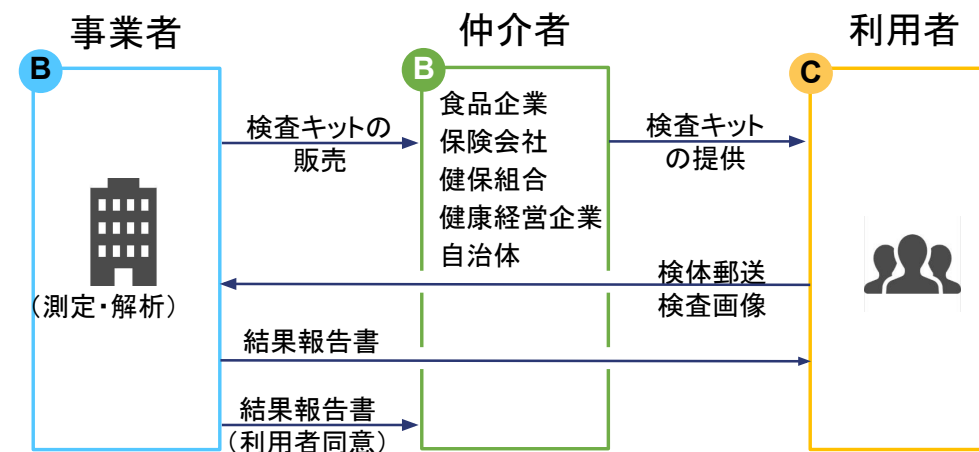 事業者
仲介者
利用者
B
B
C
検査キットの
販売
食品企業
保険会社
健保組合
健康経営企業
自治体
検査キット
の提供
（測定・解析）
検体郵送
検査画像
結果報告書
結果報告書
（利用者同意）